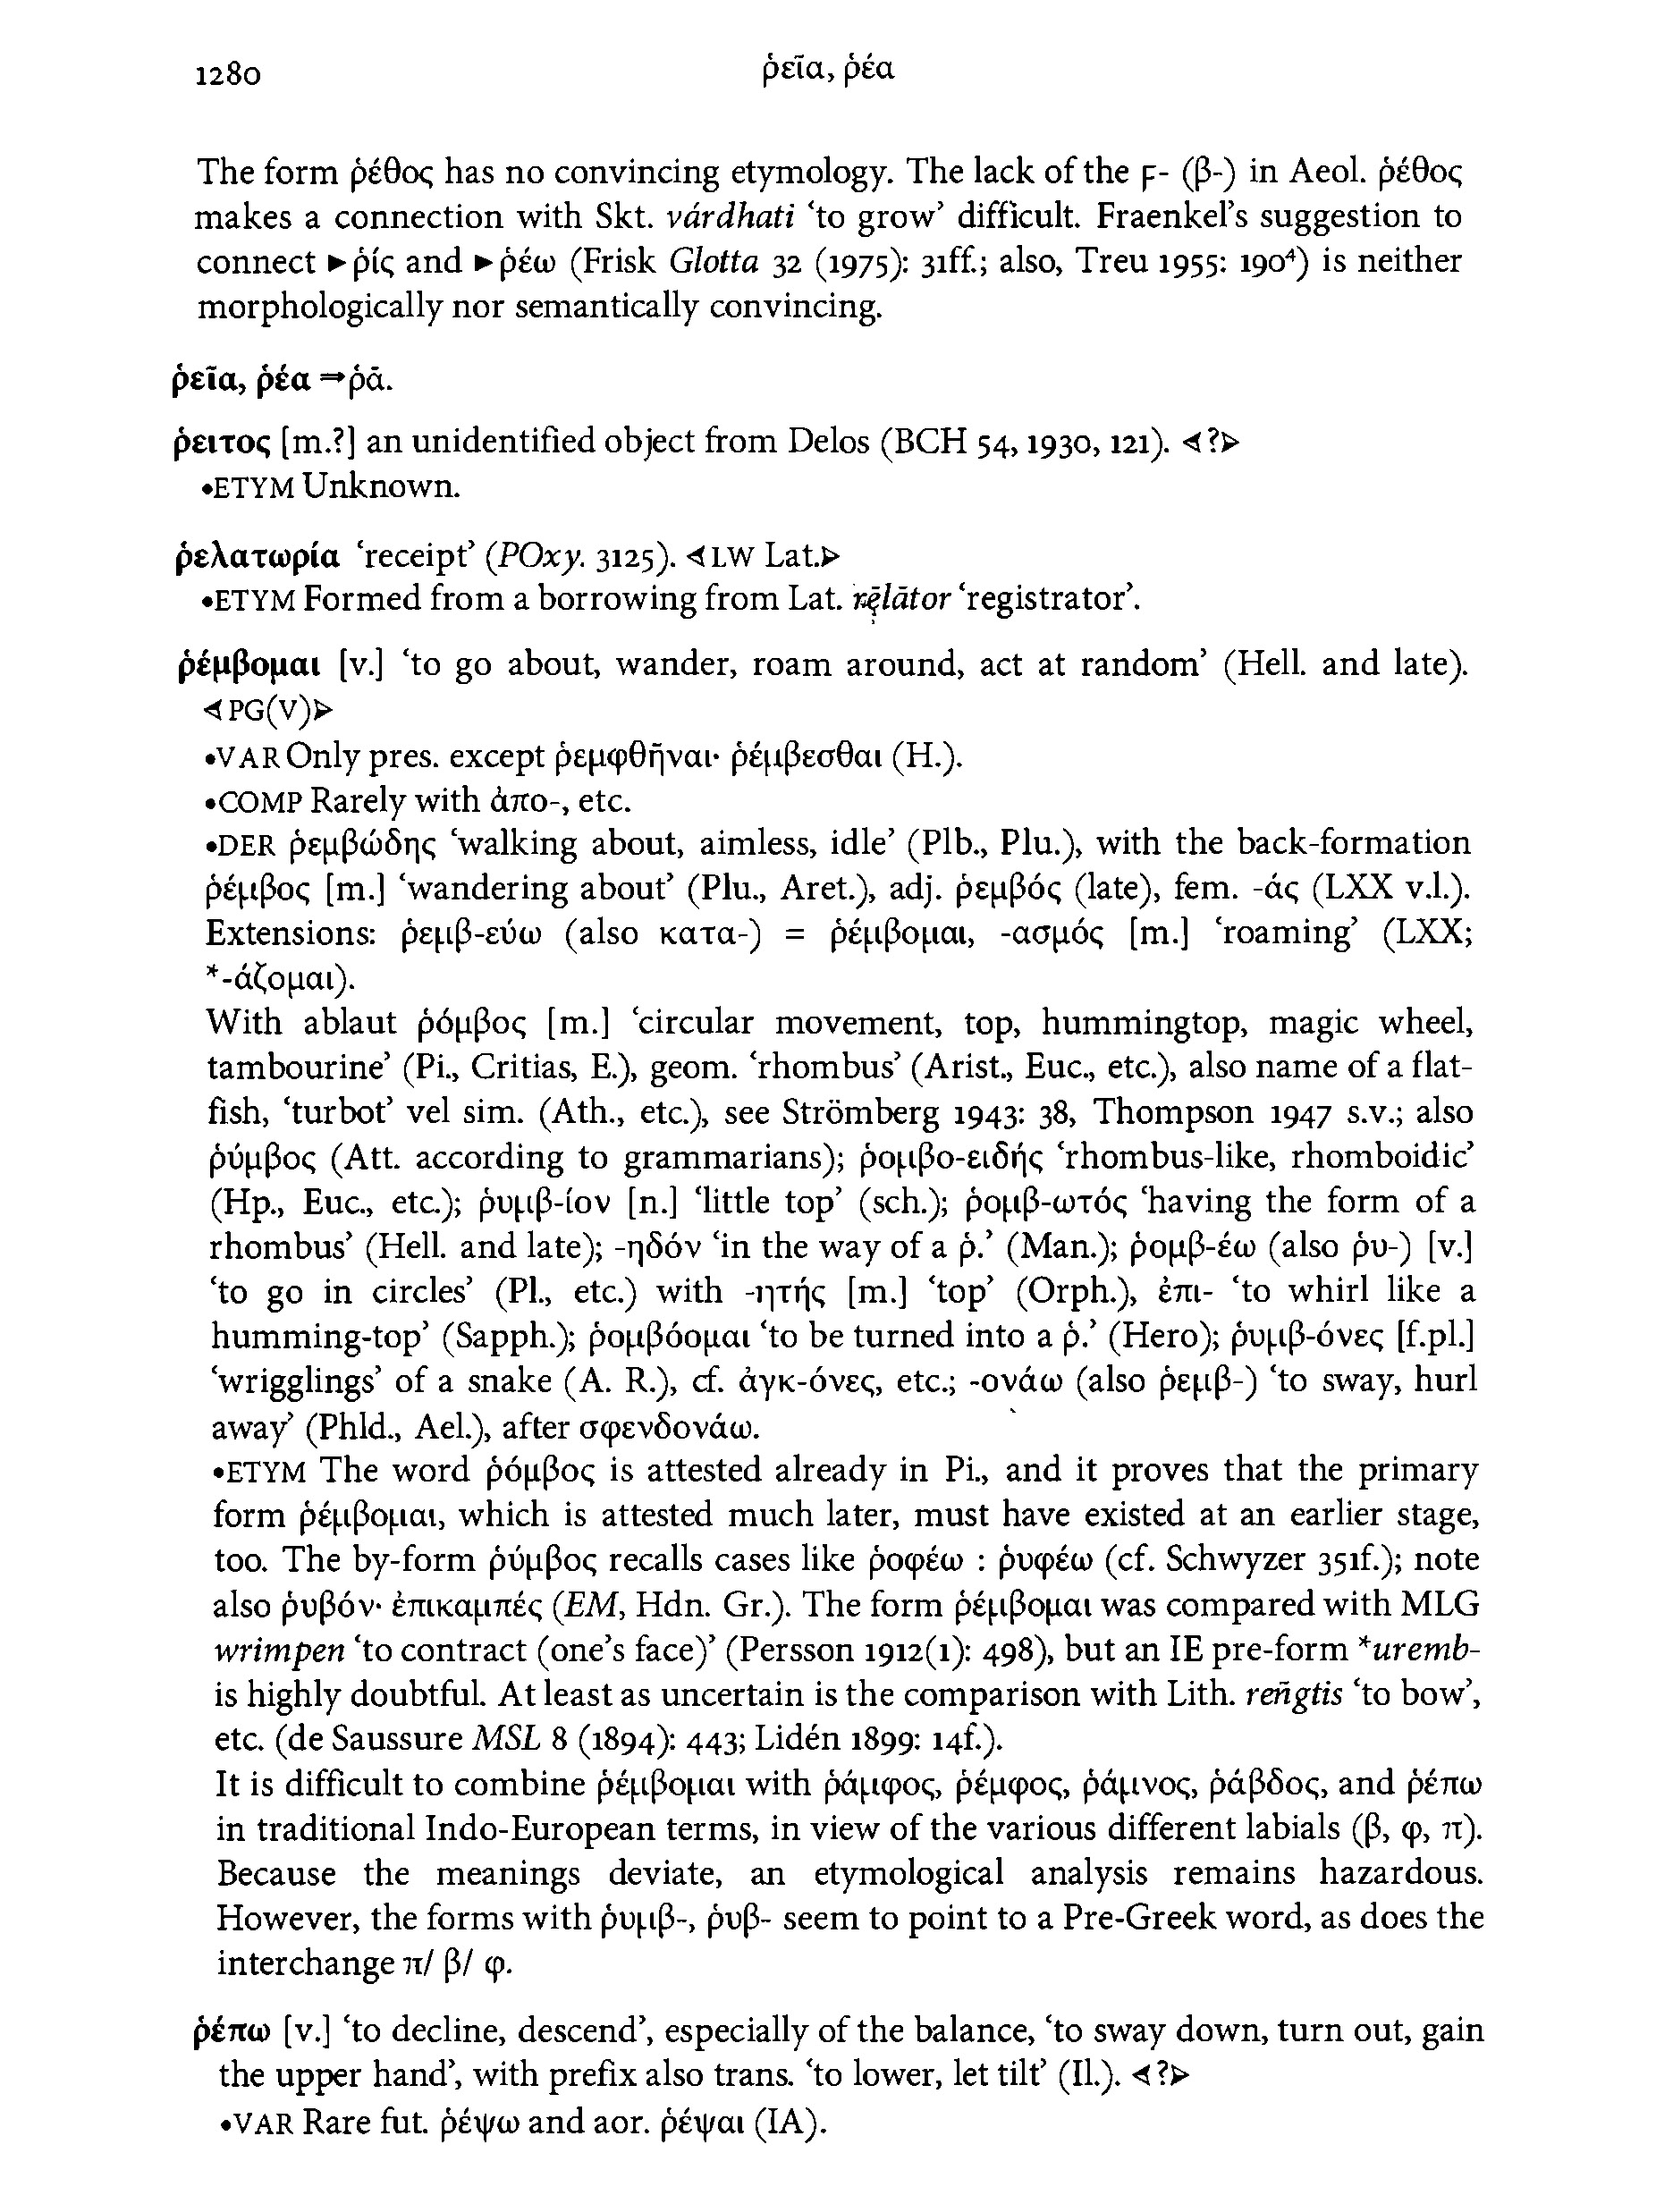 1280
ῥεῖα, ῥέα
The form ῥέθος has no convincing etymology. The lack of the ϝ- (β-) in Aeol. ῥέθος
makes a connection with Skt. várdhati ‘to grow’ difficult. Fraenkel’s suggestion to
connect ►ῥίς and ►ῥέω (Frisk Glotta 32 (1975): 31ff.; also, Treu 1955: 190⁴) is neither
morphologically nor semantically convincing.
ῥεῖα, ῥέα ⇒ῥᾶ.
ῥειτος [m.?] an unidentified object from Delos (BCH 54, 1930, 121). ⊲?⊳
•ETYM Unknown.
ῥελατωρία ‘receipt’ (POxy. 3125). ⊲LW Lat.⊳
•ETYM Formed from a borrowing from Lat. rēlātor ‘registrator’.
ῥέμβομαι [v.] ‘to go about, wander, roam around, act at random’ (Hell. and late).
⊲PG(V)⊳
•VAR Only pres. except ῥεμφθῆναι· ῥέμβεσθαι (H.).
•COMP Rarely with ἀπο-, etc.
•DER ῥεμβώδης ‘walking about, aimless, idle’ (Plb., Plu.), with the back-formation
ῥέμβος [m.] ‘wandering about’ (Plu., Aret.), adj. ῥεμβός (late), fem. -άς (LXX v.l.).
Extensions: ῥεμβ-εύω (also κατα-) = ῥέμβομαι, -ασμός [m.] ‘roaming’ (LXX;
*-άζομαι).
With ablaut ῥόμβος [m.] ‘circular movement, top, hummingtop, magic wheel,
tambourine’ (Pi., Critias, E.), geom. ‘rhombus’ (Arist., Euc., etc.), also name of a flat-
fish, ‘turbot’ vel sim. (Ath., etc.), see Strömberg 1943: 38, Thompson 1947 s.v.; also
ῥύμβος (Att. according to grammarians); ῥομβο-ειδής ‘rhombus-like, rhomboidic’
(Hp., Euc., etc.); ῥυμβ-ίον [n.] ‘little top’ (sch.); ῥομβ-ωτός ‘having the form of a
rhombus’ (Hell. and late); -ηδόν ‘in the way of a ῥ.’ (Man.); ῥομβ-έω (also ῥυ-) [v.]
‘to go in circles’ (Pl., etc.) with -ητής [m.] ‘top’ (Orph.), ἐπι- ‘to whirl like a
humming-top’ (Sapph.); ῥομβόομαι ‘to be turned into a ῥ.’ (Hero); ῥυμβ-όνες [f.pl.]
‘wrigglings’ of a snake (A. R.), cf. ἀγκ-όνες, etc.; -ονάω (also ῥεμβ-) ‘to sway, hurl
away’ (Phld., Ael.), after σφενδονάω.
•ETYM The word ῥόμβος is attested already in Pi., and it proves that the primary
form ῥέμβομαι, which is attested much later, must have existed at an earlier stage,
too. The by-form ῥύμβος recalls cases like ῥοφέω : ῥυφέω (cf. Schwyzer 351f.); note
also ῥυβόν· ἐπικαμπές (EM, Hdn. Gr.). The form ῥέμβομαι was compared with MLG
wrimpen ‘to contract (one’s face)’ (Persson 1912(1): 498), but an IE pre-form *uremb-
is highly doubtful. At least as uncertain is the comparison with Lith. reñgtis ‘to bow’,
etc. (de Saussure MSL 8 (1894): 443; Lidén 1899: 14f.).
It is difficult to combine ῥέμβομαι with ῥάμφος, ῥέμφος, ῥάμνος, ῥάβδος, and ῥέπω
in traditional Indo-European terms, in view of the various different labials (β, φ, π).
Because the meanings deviate, an etymological analysis remains hazardous.
However, the forms with ῥυμβ-, ῥυβ- seem to point to a Pre-Greek word, as does the
interchange π/ β/ φ.
ῥέπω [v.] ‘to decline, descend’, especially of the balance, ‘to sway down, turn out, gain
the upper hand’, with prefix also trans. ‘to lower, let tilt’ (Il.). ⊲?⊳
•VAR Rare fut. ῥέψω and aor. ῥέψαι (IA).